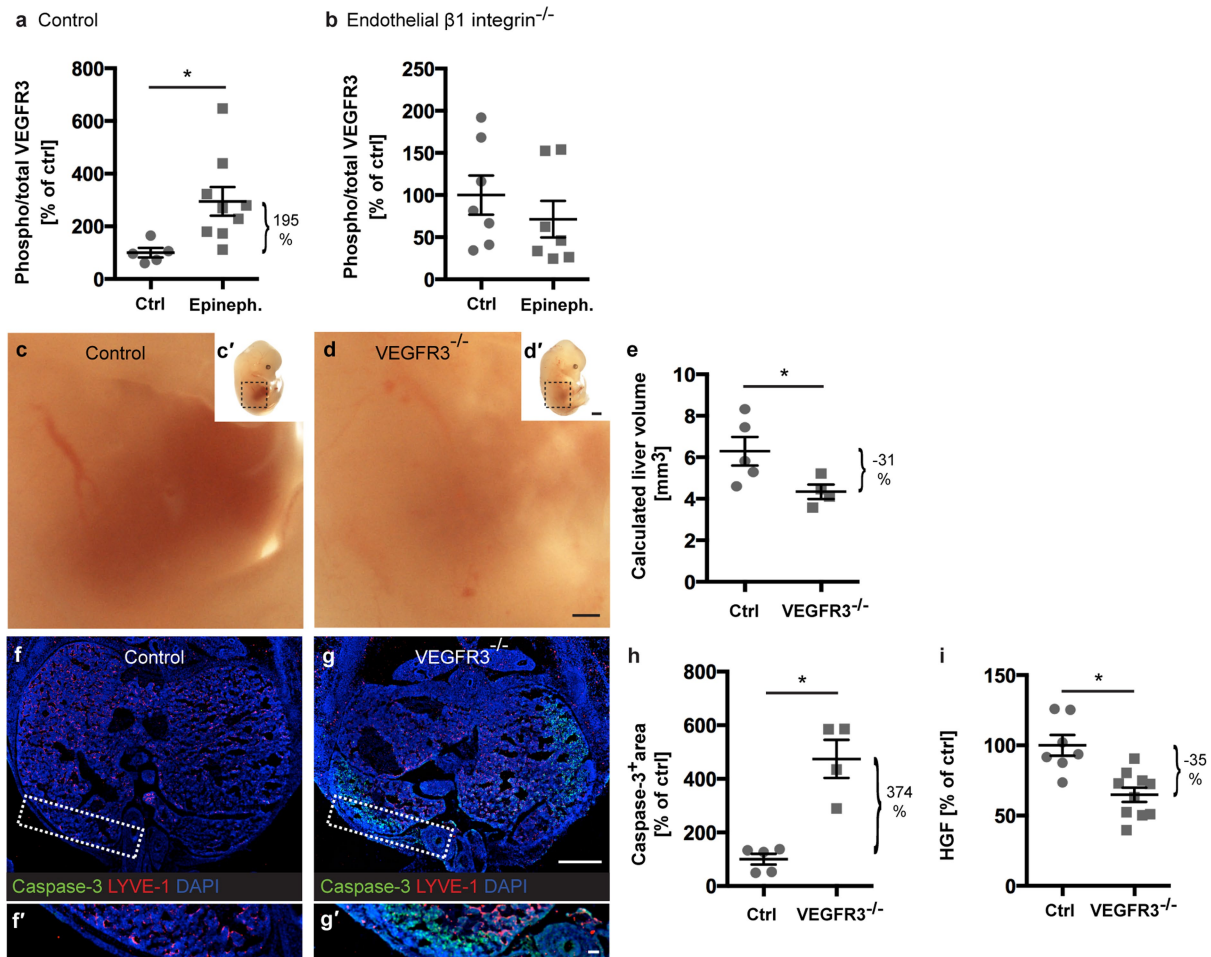 a Control
b Endothelial β1 integrin-/-
Phospho/total VEGFR3
[% of ctrl]
800
600
400
200
0
*
195
%
Ctrl
Epineph.
Phospho/total VEGFR3
[% of ctrl]
250
200
150
100
50
0
Ctrl
Epineph.
c
Control
c′
d
VEGFR3-/-
d′
e
Calculated liver volume
[mm3]
10
8
6
4
2
0
*
-31
%
Ctrl
VEGFR3-/-
f
Control
Caspase-3 LYVE-1 DAPI
f′
g
VEGFR3-/-
Caspase-3 LYVE-1 DAPI
g′
h
Caspase-3+area
[% of ctrl]
800
600
400
200
0
*
374
%
Ctrl
VEGFR3-/-
i
HGF [% of ctrl]
150
100
50
0
*
-35
%
Ctrl
VEGFR3-/-